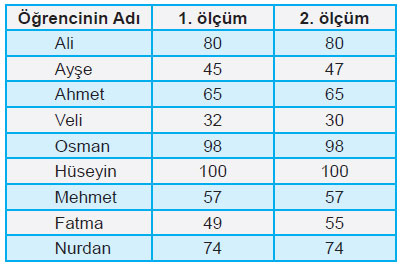 Öğrencinin Adı 1. ölçüm 2. ölçüm
Ali 80 80
Ayşe 45 47
Ahmet 65 65
Veli 32 30
Osman 98 98
Hüseyin 100 100
Mehmet 57 57
Fatma 49 55
Nurdan 74 74